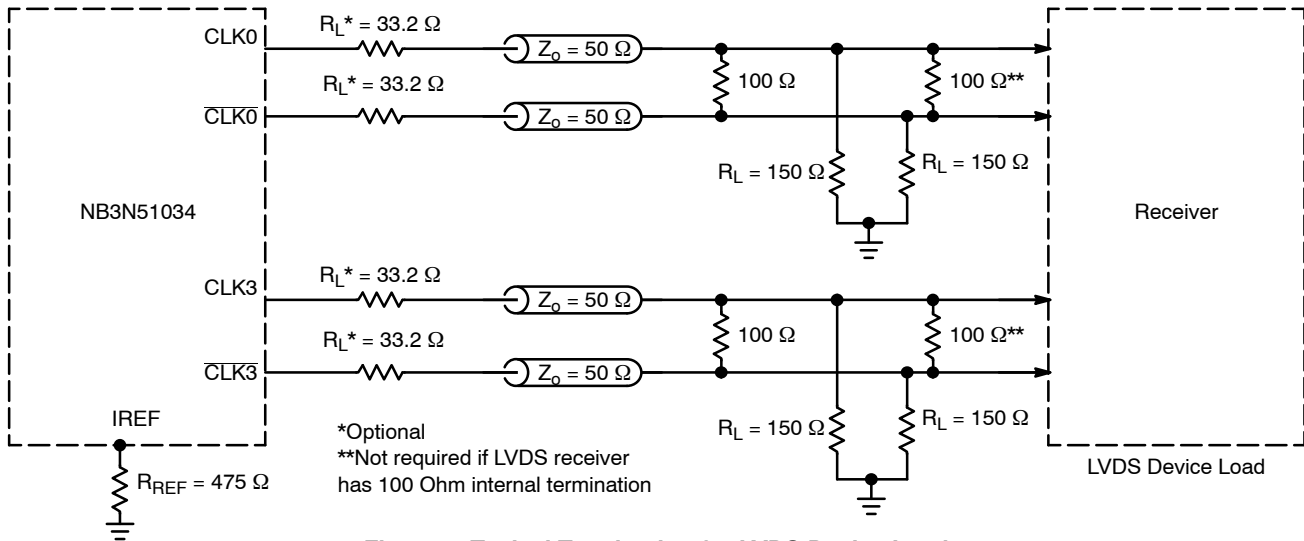 CLK0
R_L* = 33.2 Ω
Z_o = 50 Ω
R_L* = 33.2 Ω
100 Ω
100 Ω**
C̅L̅K̅0̅
Z_o = 50 Ω
R_L = 150 Ω
R_L = 150 Ω
NB3N51034
Receiver
CLK3
R_L* = 33.2 Ω
Z_o = 50 Ω
R_L* = 33.2 Ω
100 Ω
100 Ω**
C̅L̅K̅3̅
Z_o = 50 Ω
IREF
R_L = 150 Ω
R_L = 150 Ω
*Optional
**Not required if LVDS receiver
has 100 Ohm internal termination
R_REF = 475 Ω
LVDS Device Load